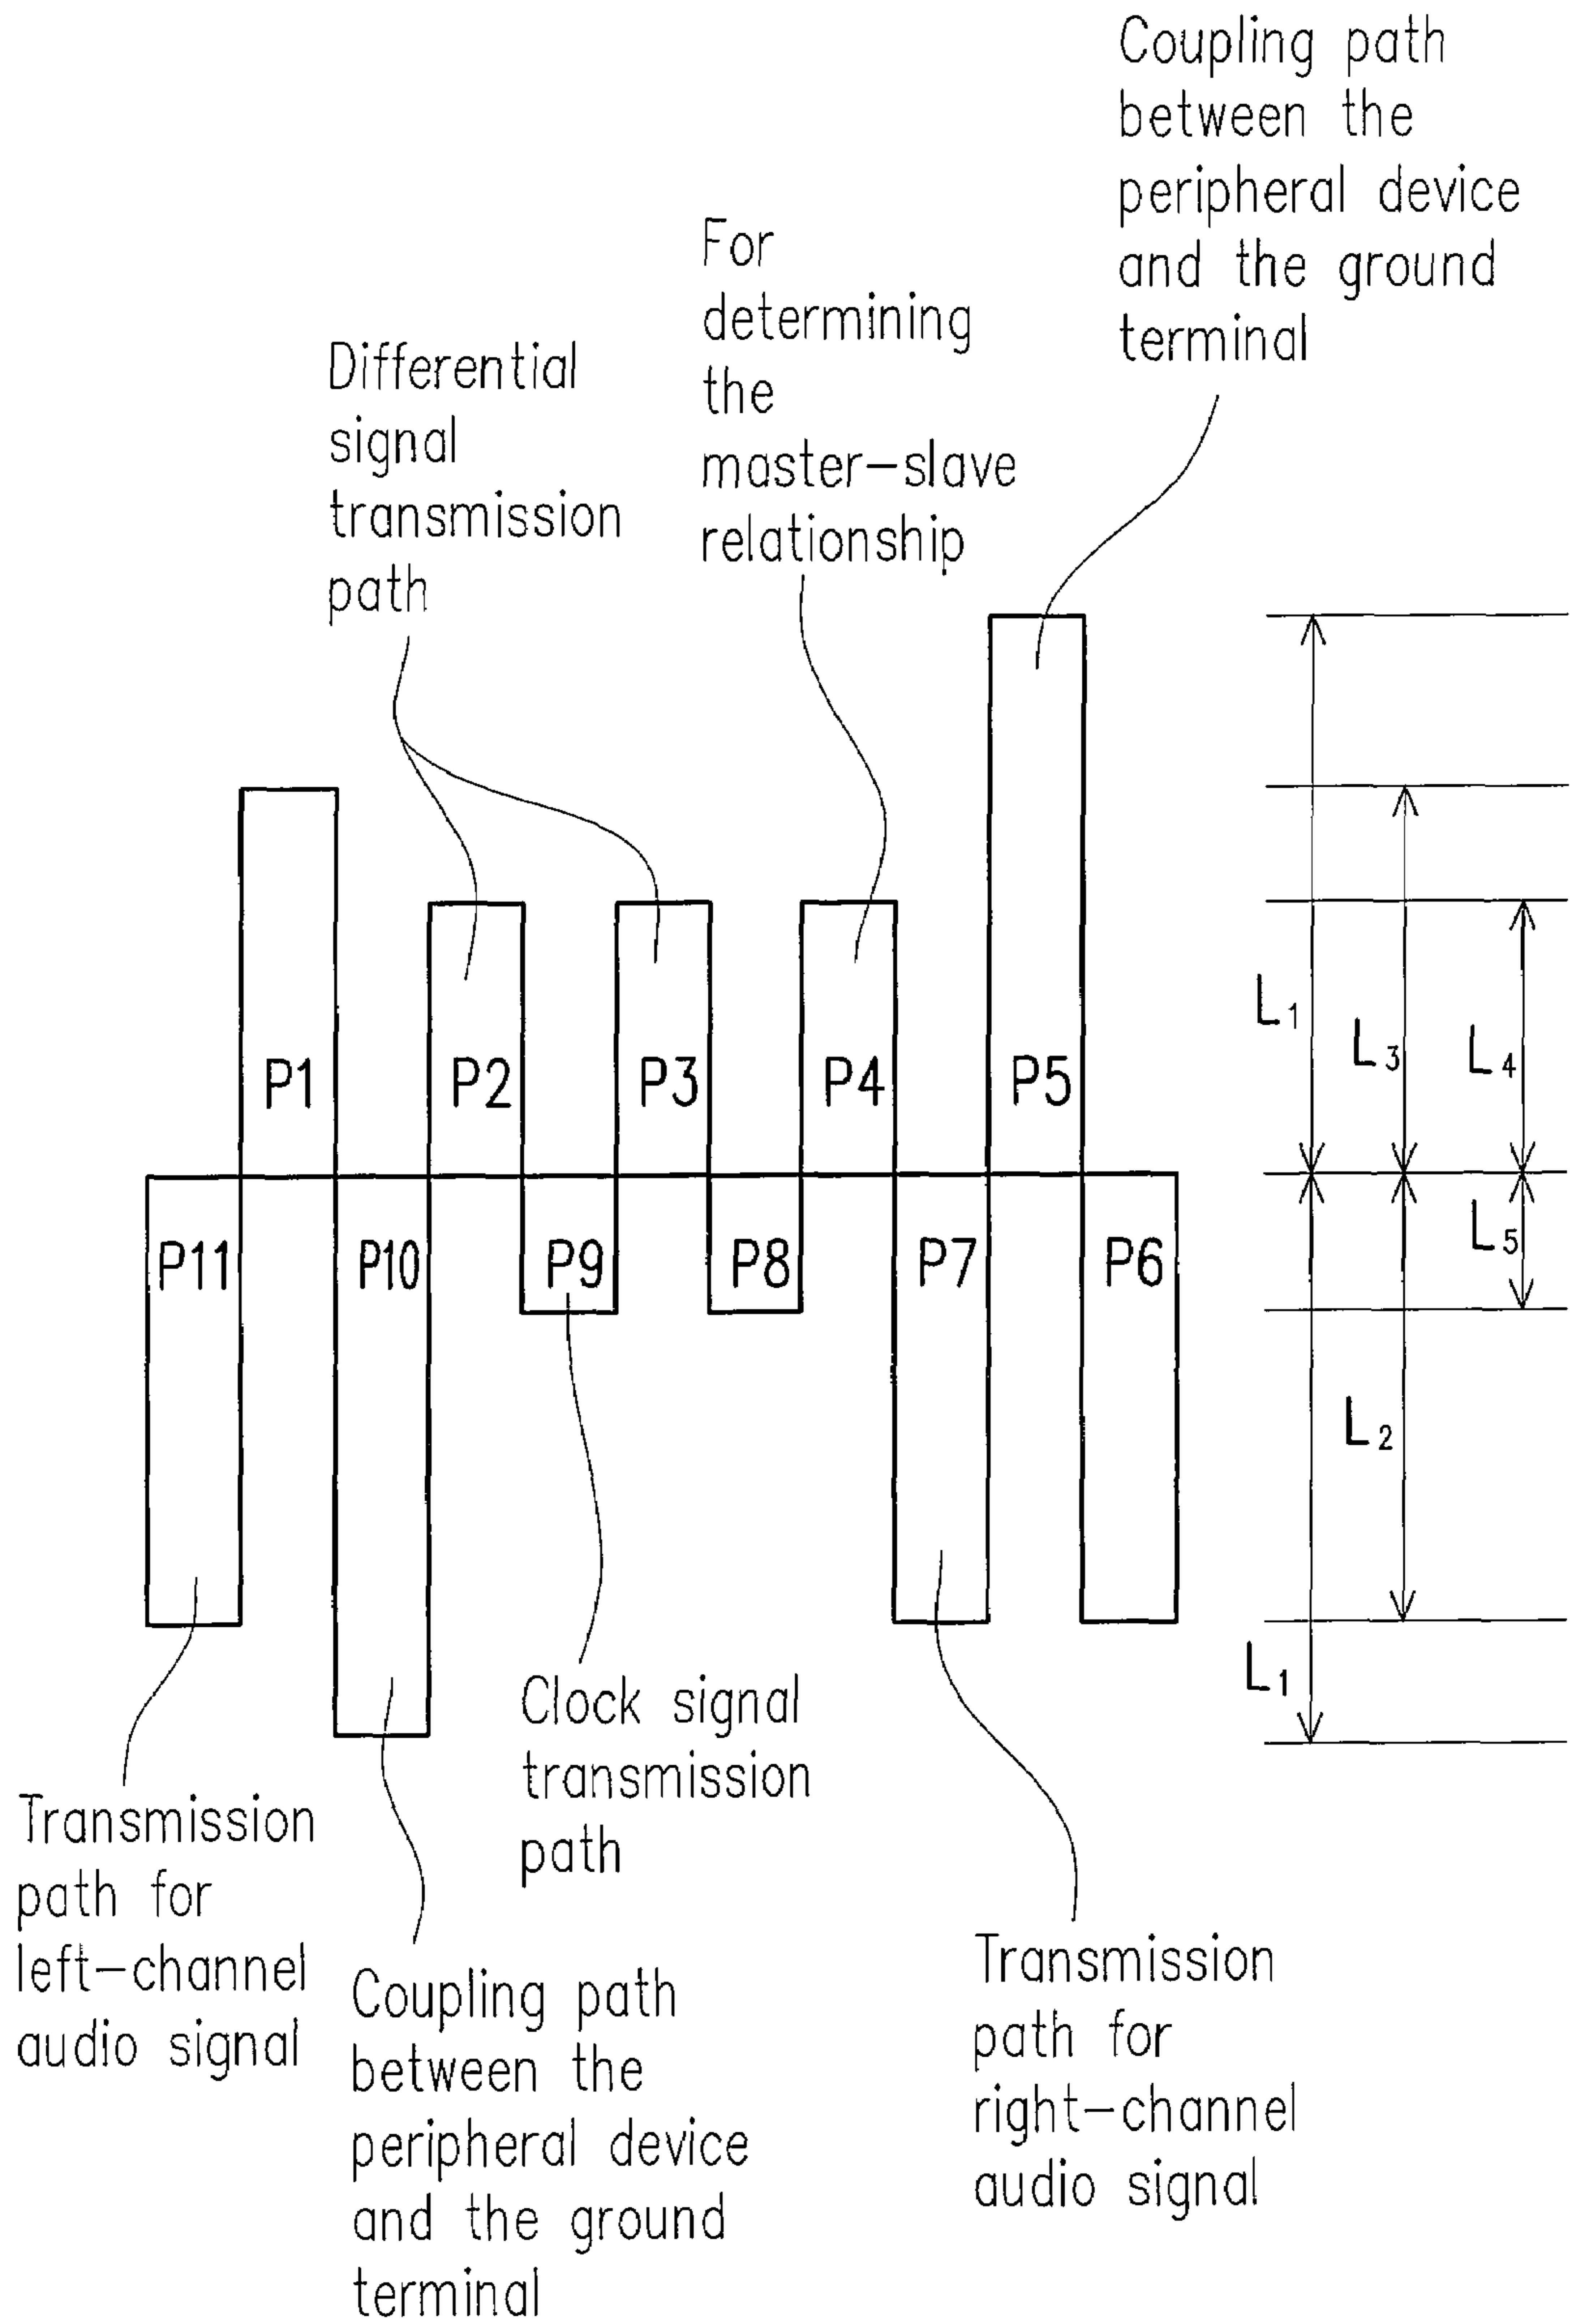 Coupling path
between the
peripheral device
and the ground
terminal
For
determining
the
master-slave
relationship
Differential
signal
transmission
path
P1
P2
P3
P4
P5
L1
L3
L4
P11
P10
P9
P8
P7
P6
L5
L2
L1
Clock signal
transmission
path
Transmission
path for
left-channel
audio signal
Coupling path
between the
peripheral device
and the ground
terminal
Transmission
path for
right-channel
audio signal